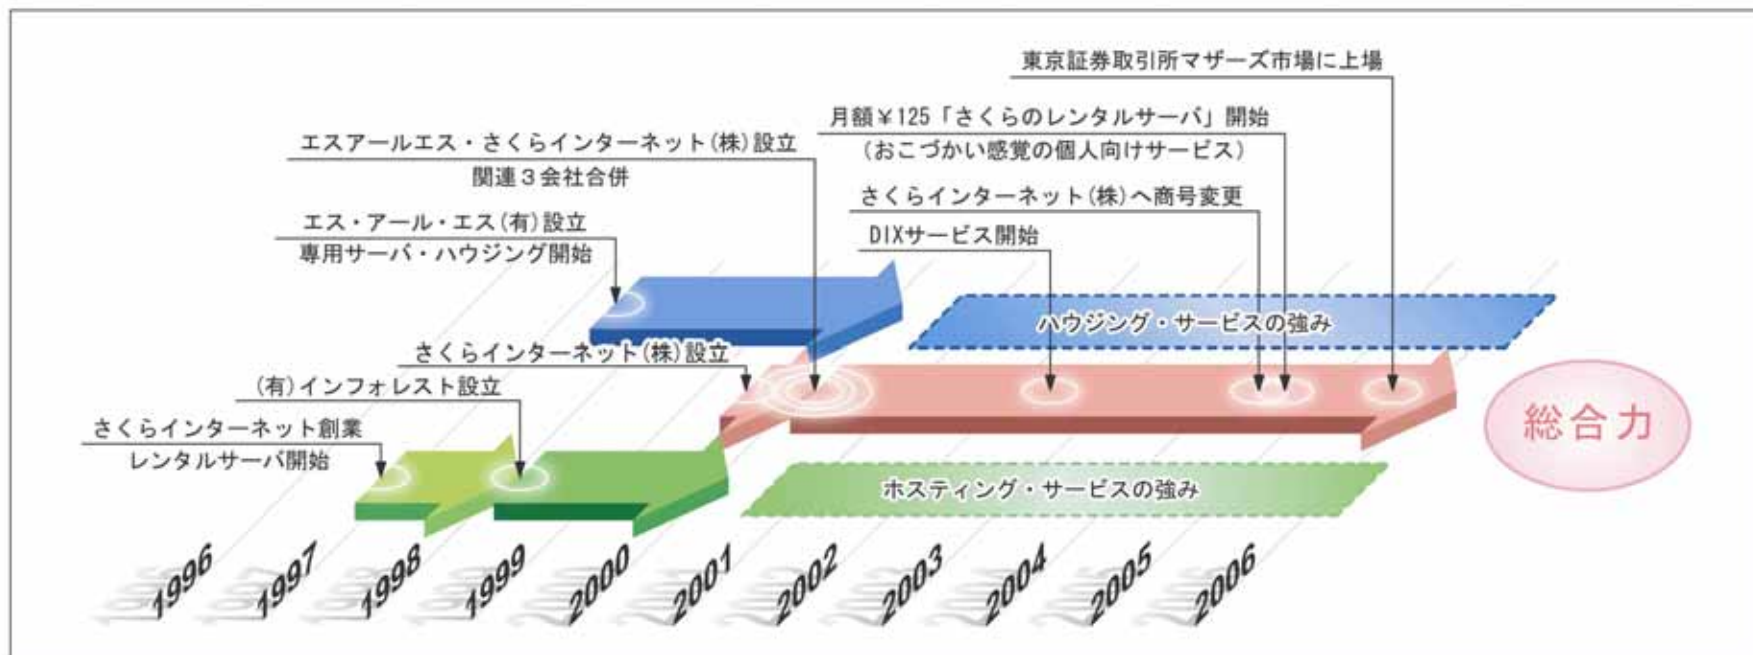 東京証券取引所マザーズ市場に上場
月額￥125「さくらのレンタルサーバ」開始
（おこづかい感覚の個人向けサービス）
エスアールエス・さくらインターネット(株)設立
関連３会社合併
さくらインターネット(株)へ商号変更
エス・アール・エス(有)設立
専用サーバ・ハウジング開始
DIXサービス開始
ハウジング・サービスの強み
さくらインターネット(株)設立
(有)インフォレスト設立
さくらインターネット創業
レンタルサーバ開始
総合力
ホスティング・サービスの強み
1996 1997 1998 1999 2000 2001 2002 2003 2004 2005 2006